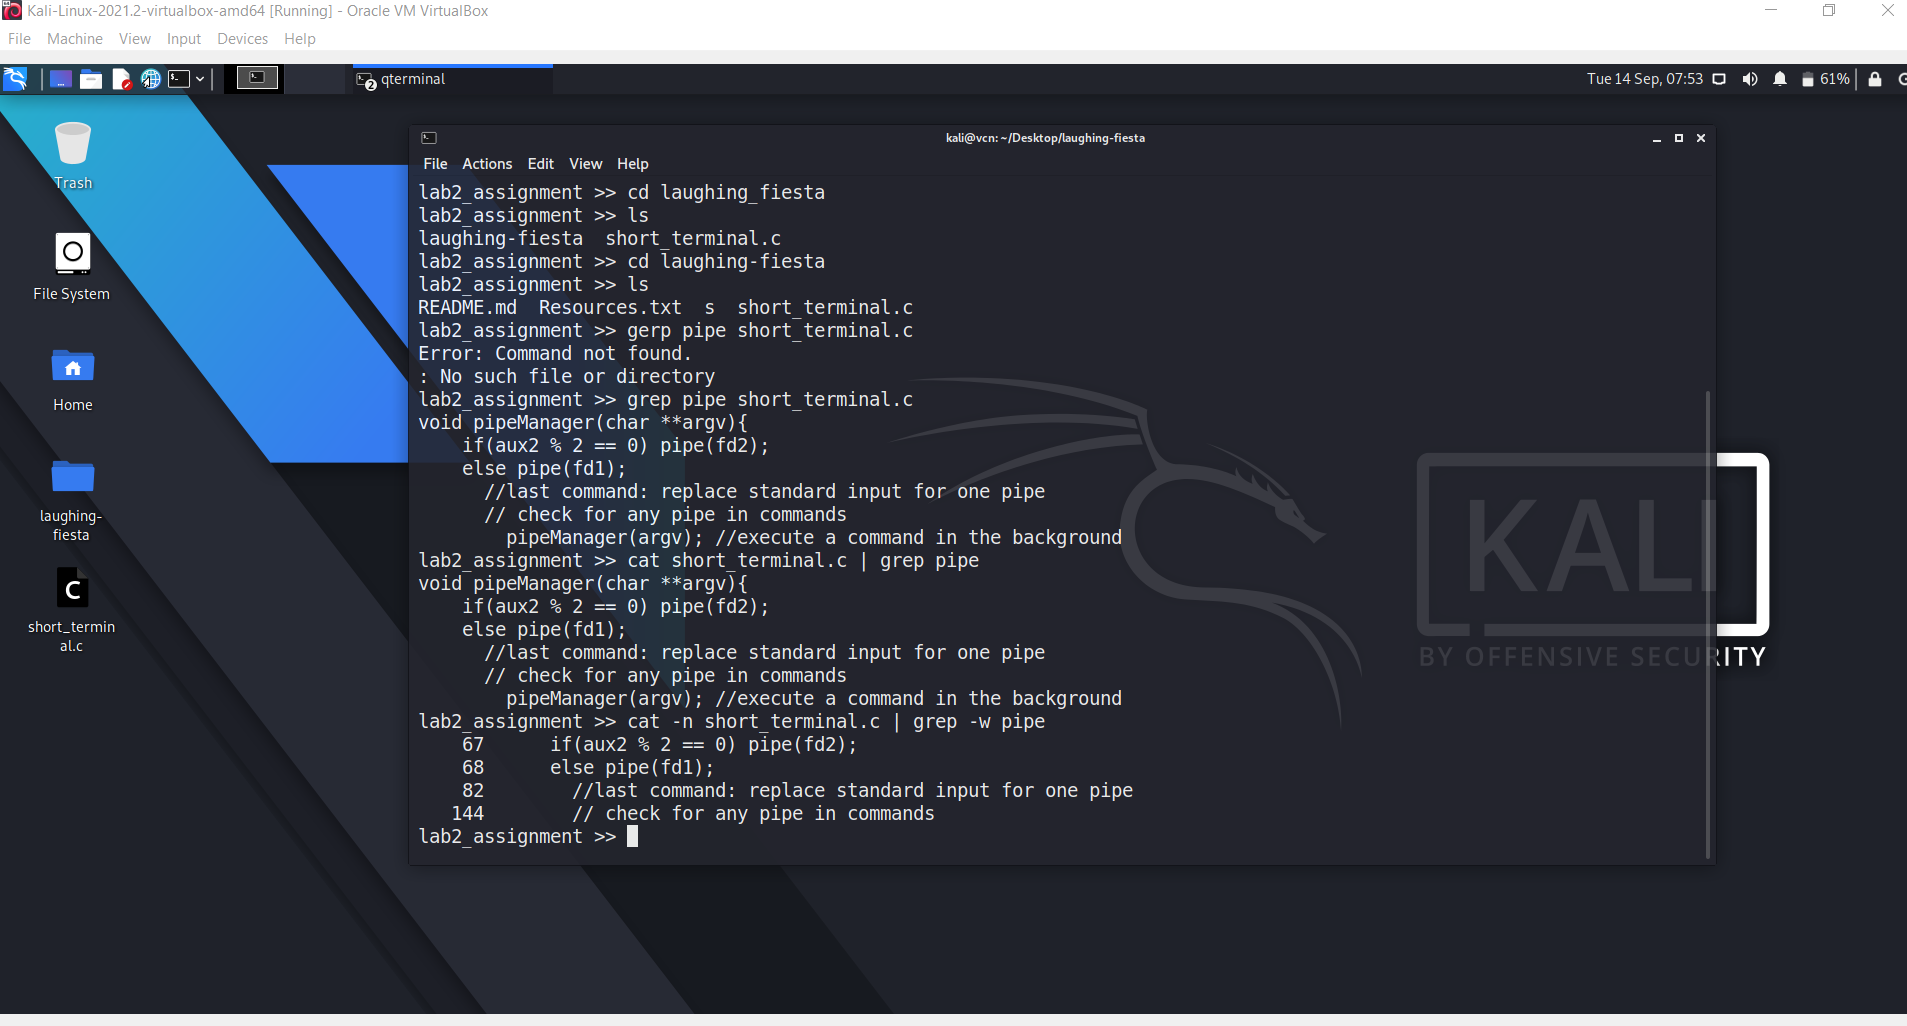 Kali-Linux-2021.2-virtualbox-amd64 [Running] - Oracle VM VirtualBox
File Machine View Input Devices Help
qterminal
2
Tue 14 Sep, 07:53
61%
Trash
File System
Home
laughing-
fiesta
C
short_termin
al.c
kali@vcn: ~/Desktop/laughing-fiesta
File Actions Edit View Help
lab2_assignment >> cd laughing_fiesta
lab2_assignment >> ls
laughing-fiesta  short_terminal.c
lab2_assignment >> cd laughing-fiesta
lab2_assignment >> ls
README.md  Resources.txt  s  short_terminal.c
lab2_assignment >> gerp pipe short_terminal.c
Error: Command not found.
: No such file or directory
lab2_assignment >> grep pipe short_terminal.c
void pipeManager(char **argv){
    if(aux2 % 2 == 0) pipe(fd2);
    else pipe(fd1);
      //last command: replace standard input for one pipe
      // check for any pipe in commands
        pipeManager(argv); //execute a command in the background
lab2_assignment >> cat short_terminal.c | grep pipe
void pipeManager(char **argv){
    if(aux2 % 2 == 0) pipe(fd2);
    else pipe(fd1);
      //last command: replace standard input for one pipe
      // check for any pipe in commands
        pipeManager(argv); //execute a command in the background
lab2_assignment >> cat -n short_terminal.c | grep -w pipe
    67      if(aux2 % 2 == 0) pipe(fd2);
    68      else pipe(fd1);
    82        //last command: replace standard input for one pipe
   144        // check for any pipe in commands
lab2_assignment >>
KALI
BY OFFENSIVE SECURITY